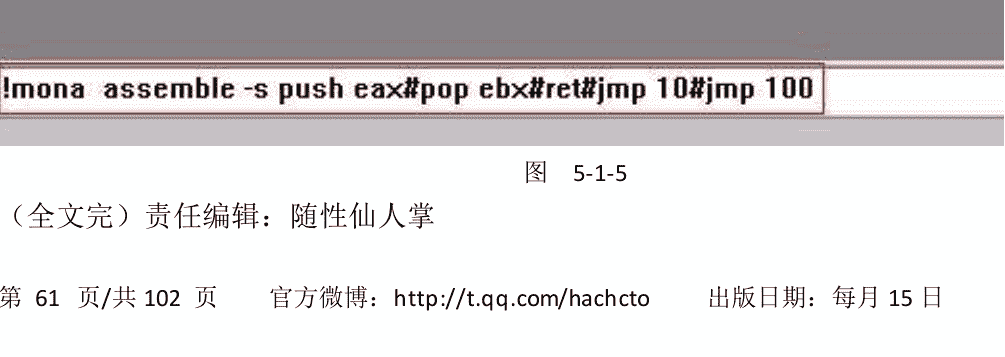 !mona  assemble -s push eax#pop ebx#ret#jmp 10#jmp 100
图  5-1-5
（全文完）责任编辑：随性仙人掌
第 61 页/共 102 页  官方微博：http://t.qq.com/hachcto  出版日期：每月 15 日